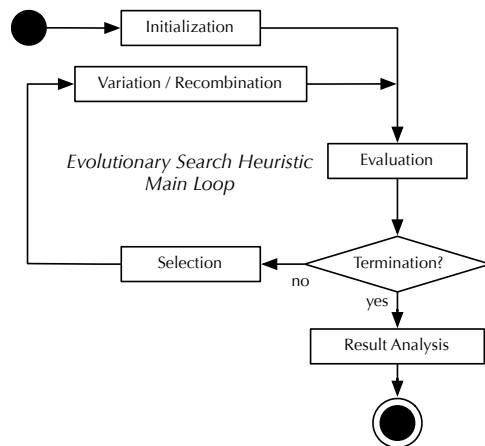 Initialization
Variation / Recombination
Evolutionary Search Heuristic
Main Loop
Evaluation
Selection
no
Termination?
yes
Result Analysis